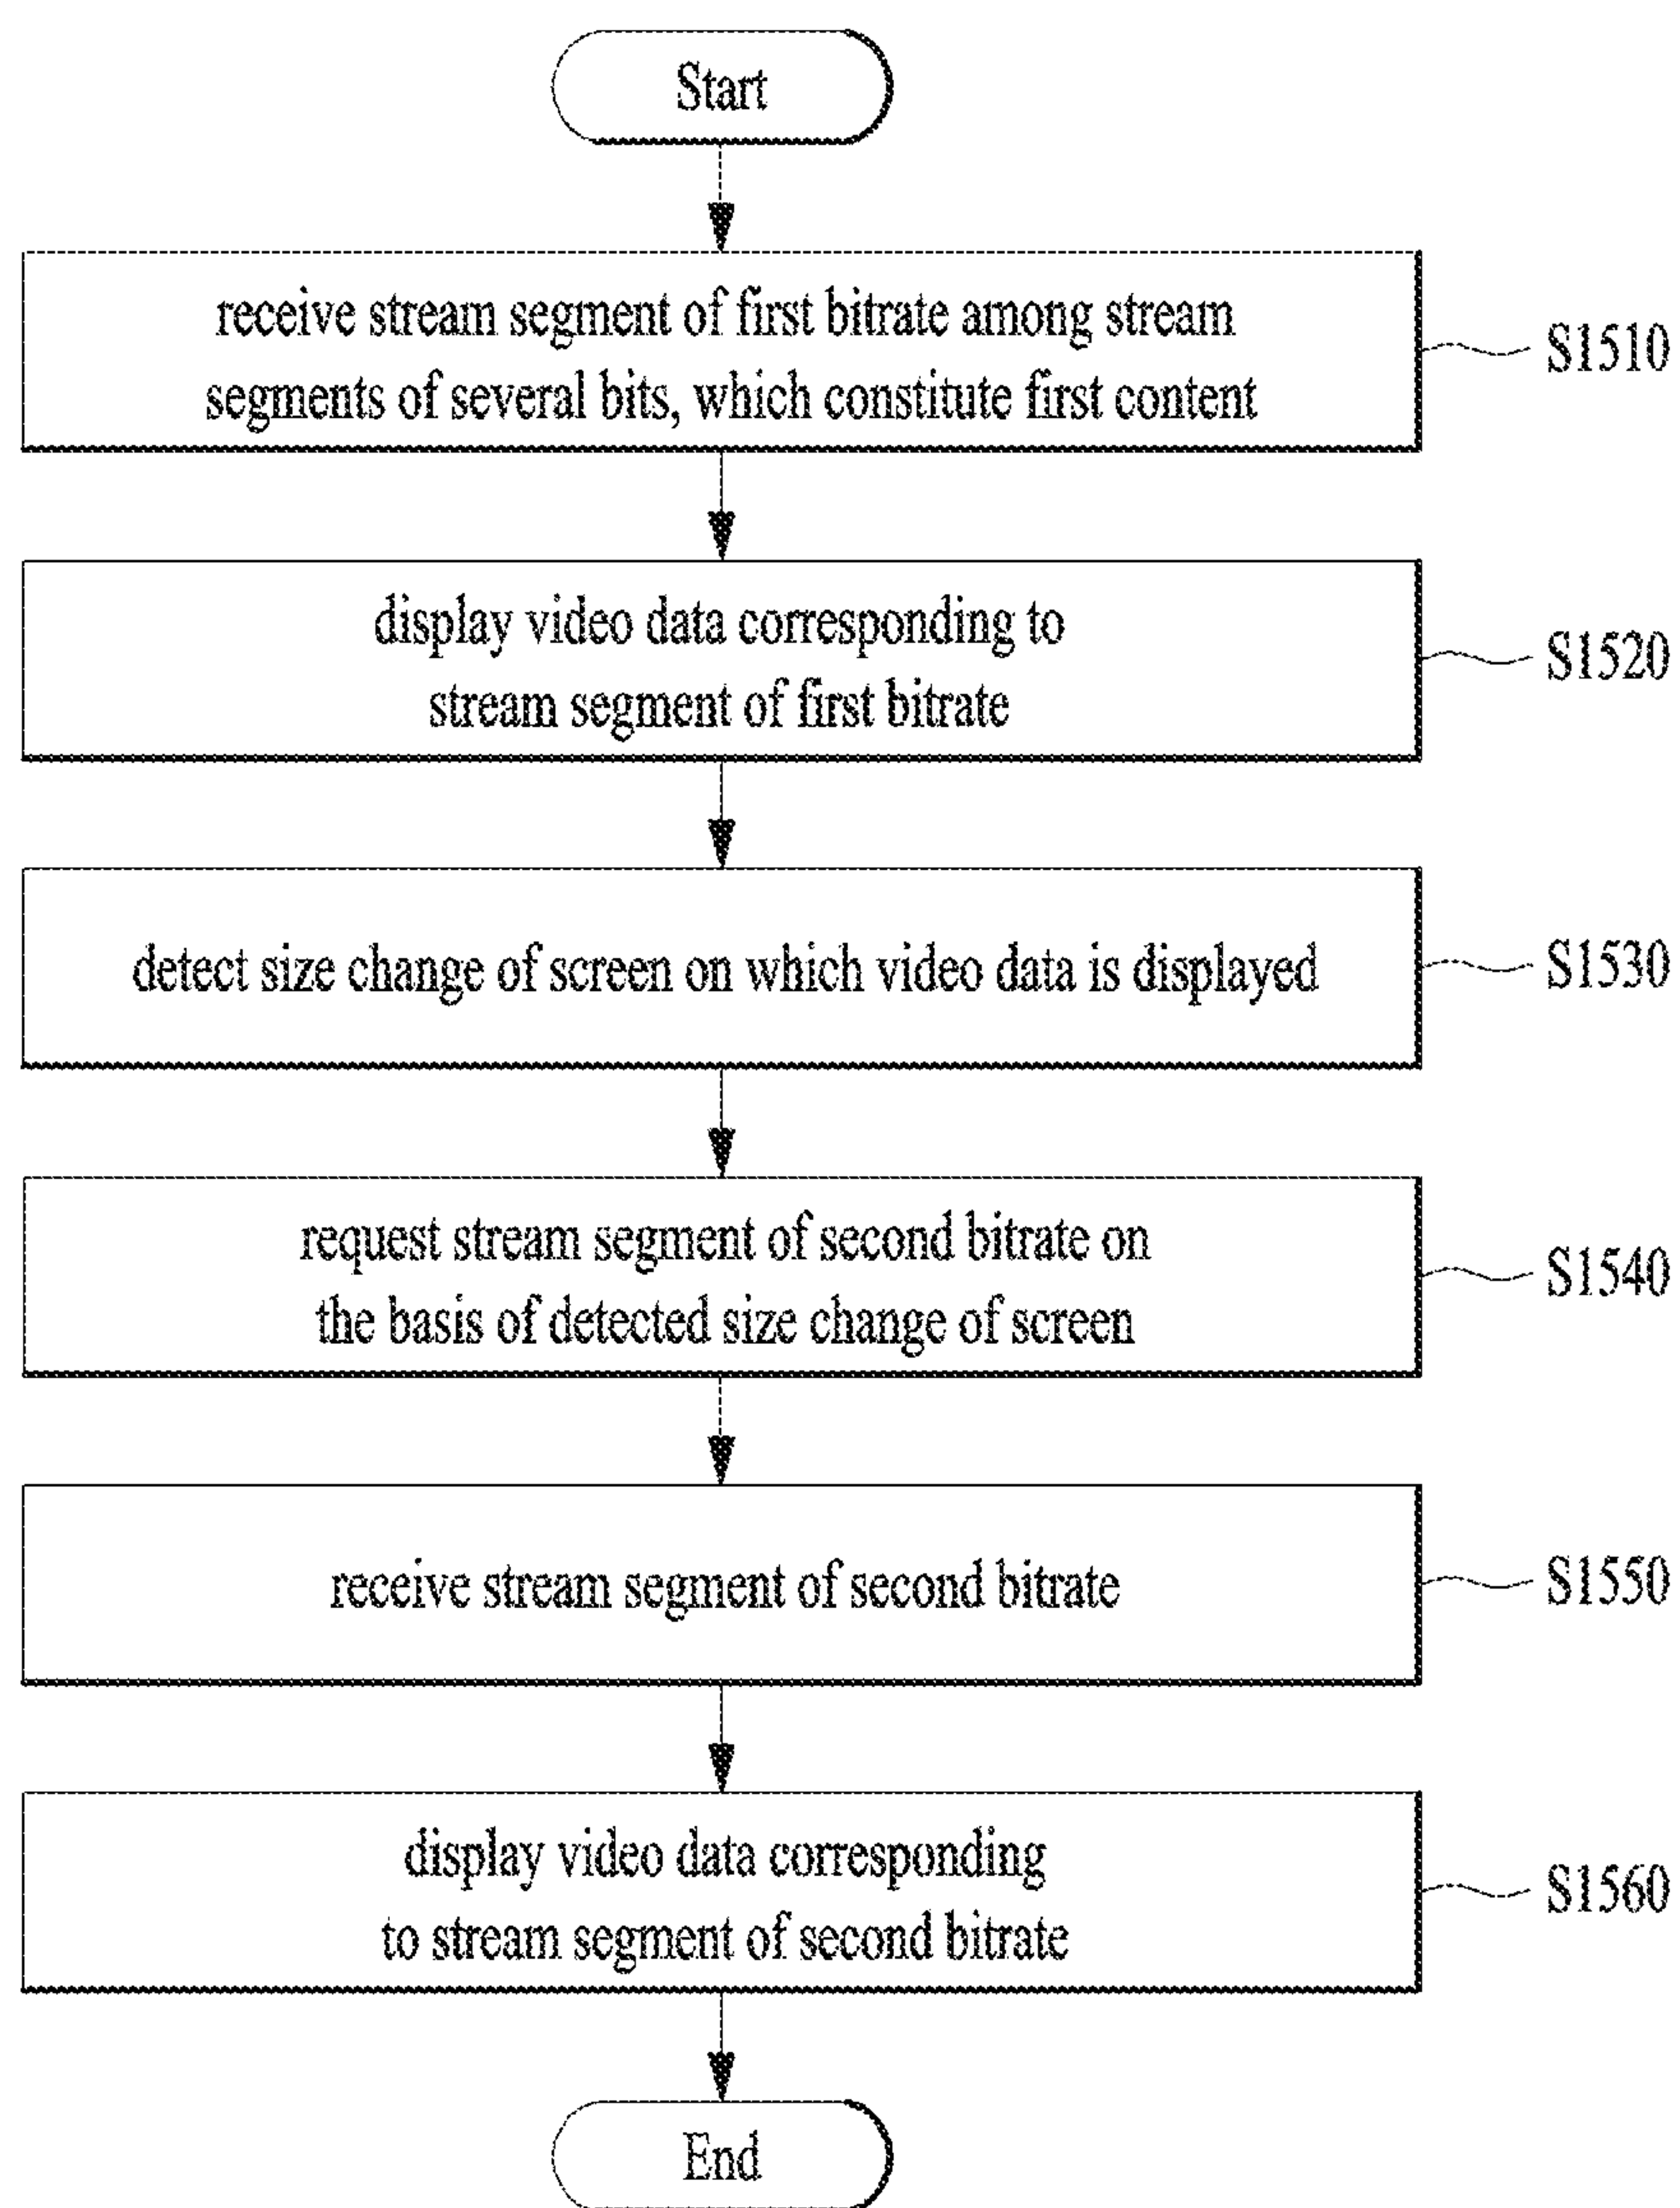 Start
receive stream segment of first bitrate among stream
segments of several bits, which constitute first content
S1510
display video data corresponding to
stream segment of first bitrate
S1520
detect size change of screen on which video data is displayed
S1530
request stream segment of second bitrate on
the basis of detected size change of screen
S1540
receive stream segment of second bitrate
S1550
display video data corresponding
to stream segment of second bitrate
S1560
End